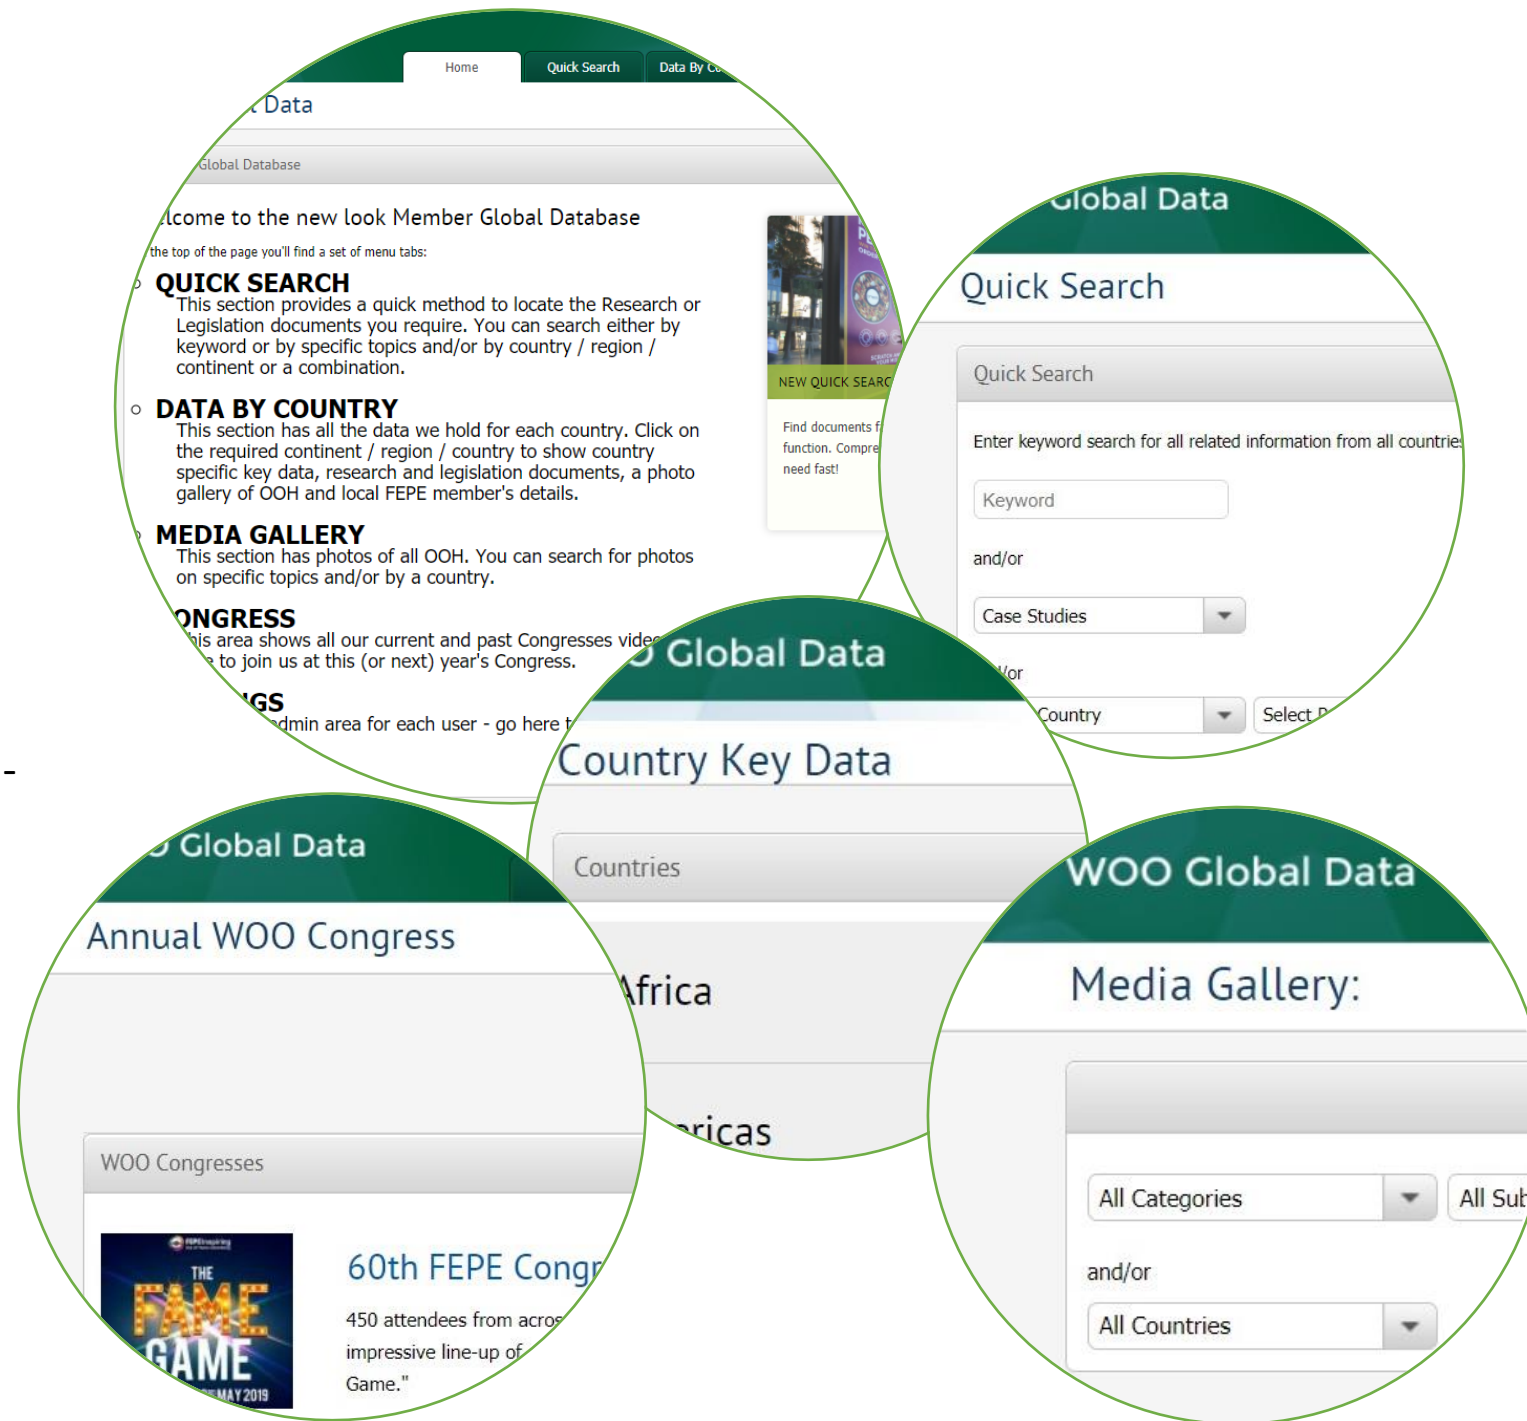 Home
Quick Search
Data By
Data
Global Database
to the new look Member Global Database
the top of the page you'll find a set of menu tabs:
QUICK SEARCH
This section provides a quick method to locate the Research or
Legislation documents you require. You can search either by
keyword or by specific topics and/or by country / region /
continent or a combination.
DATA BY COUNTRY
This section has all the data we hold for each country. Click on
the required continent / region / country to show country
specific key data, research and legislation documents, a photo
gallery of OOH and local FEPE member's details.
MEDIA GALLERY
This section has photos of all OOH. You can search for photos
on specific topics and/or by a country.
ONGRESS
his area shows all our current and past Congresses vide
to join us at this (or next) year's Congress.
GS
admin area for each user - go here t
NEW QUICK SEARC
Find documents f
function. Compre
need fast!
Global Data
Quick Search
Quick Search
Enter keyword search for all related information from all countries
Keyword
and/or
Case Studies
/or
Country
Select
O Global Data
Country Key Data
Countries
Africa
ericas
-
O Global Data
Annual WOO Congress
WOO Congresses
THE
FAME
GAME
MAY 2019
60th FEPE Congr
450 attendees from acros
impressive line-up of
Game."
WOO Global Data
Media Gallery:
All Categories
All Sub
and/or
All Countries